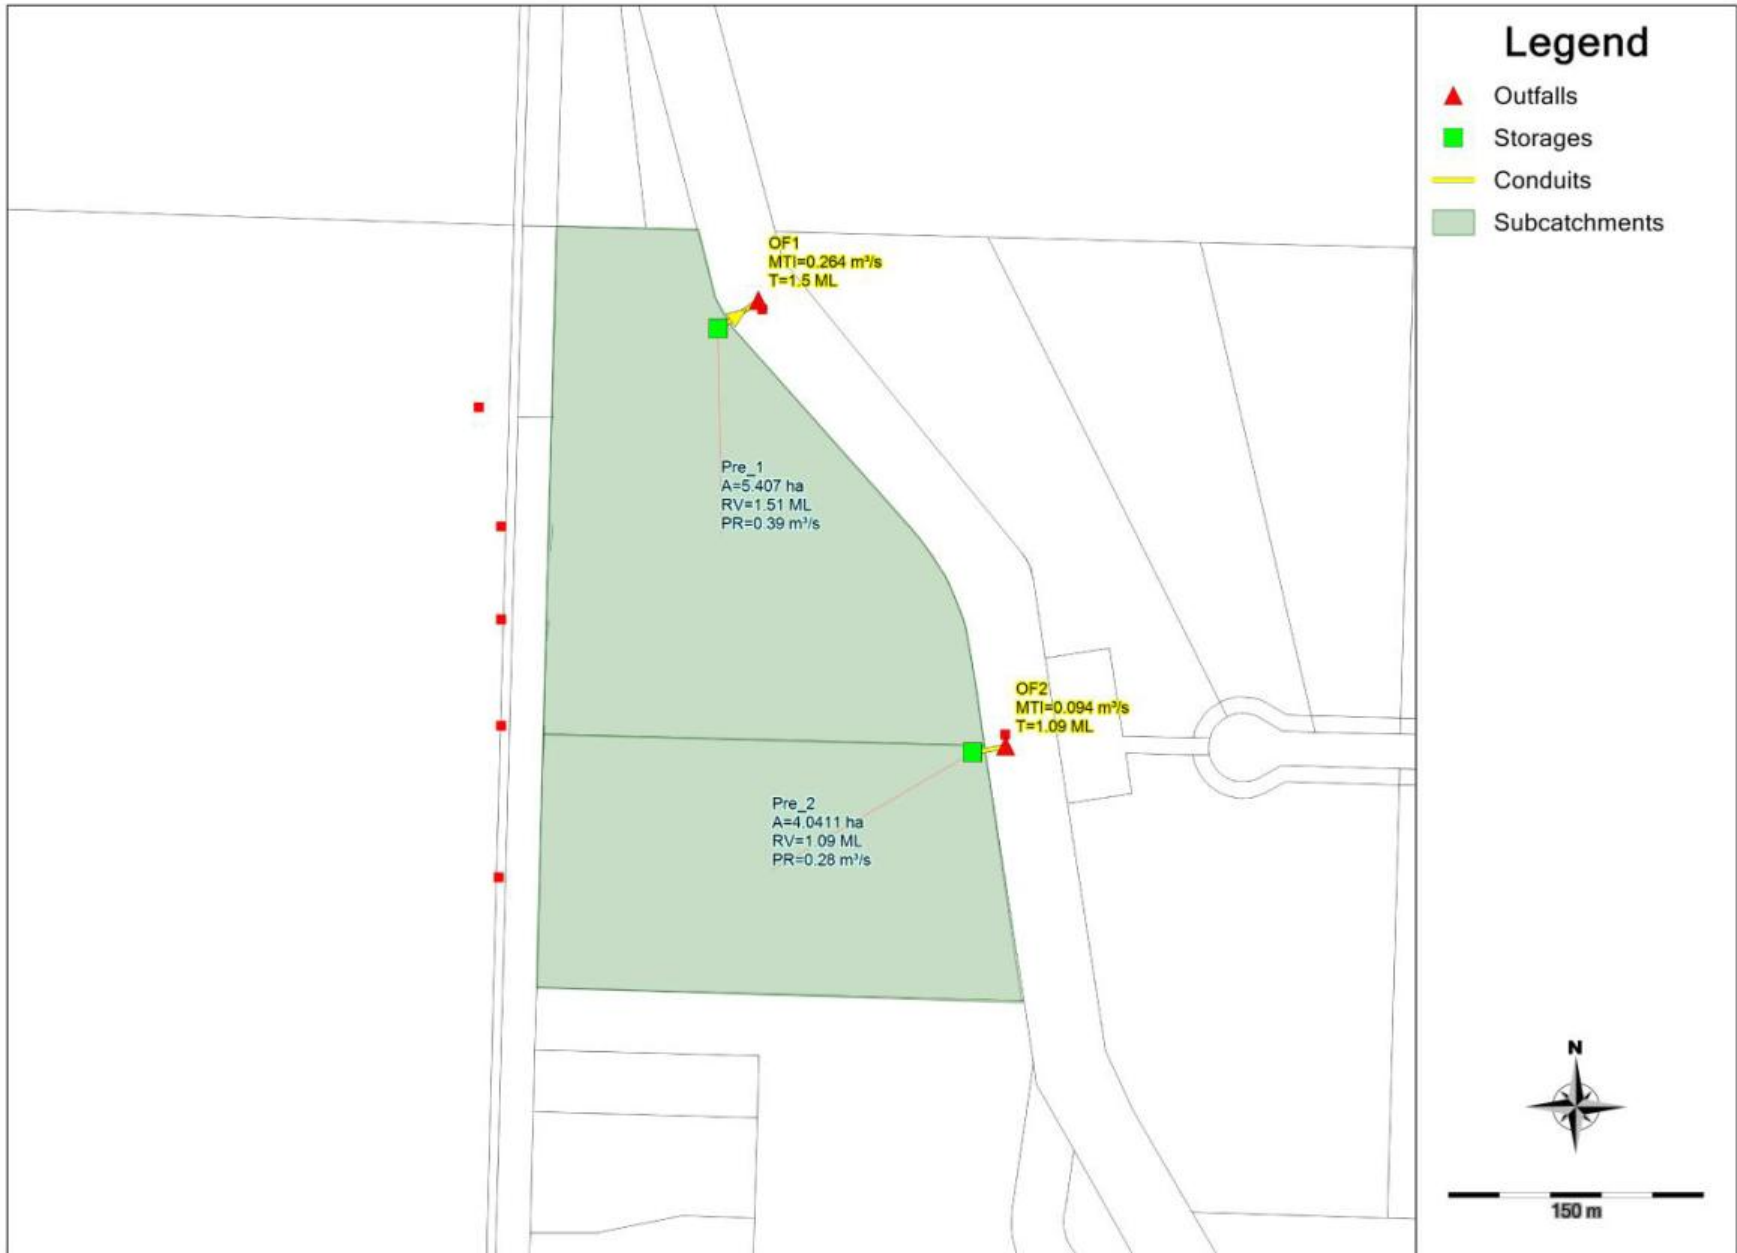 Legend
Outfalls
Storages
Conduits
Subcatchments
OF1
MTI=0.264 m³/s
T=1.5 ML
Pre_1
A=5.407 ha
RV=1.51 ML
PR=0.39 m³/s
OF2
MTI=0.094 m³/s
T=1.09 ML
Pre_2
A=4.0411 ha
RV=1.09 ML
PR=0.28 m³/s
N
150 m